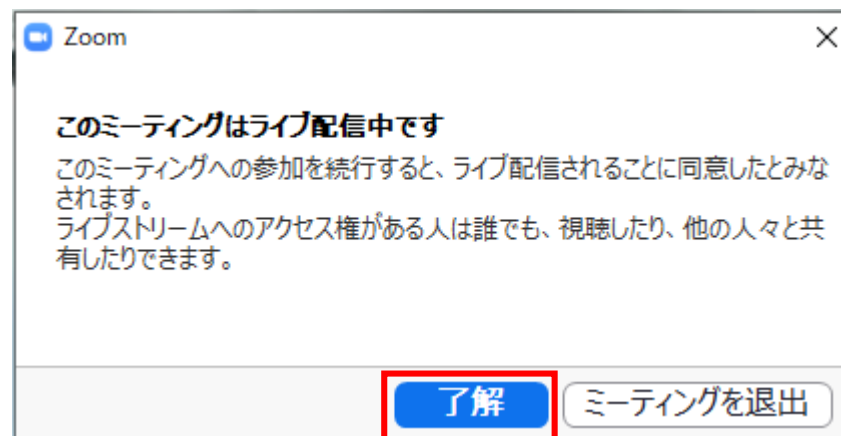 Zoom
このミーティングはライブ配信中です
このミーティングへの参加を続行すると、ライブ配信されることに同意したとみな
されます。
ライブストリームへのアクセス権がある人は誰でも、視聴したり、他の人々と共
有したりできます。
了解
ミーティングを退出